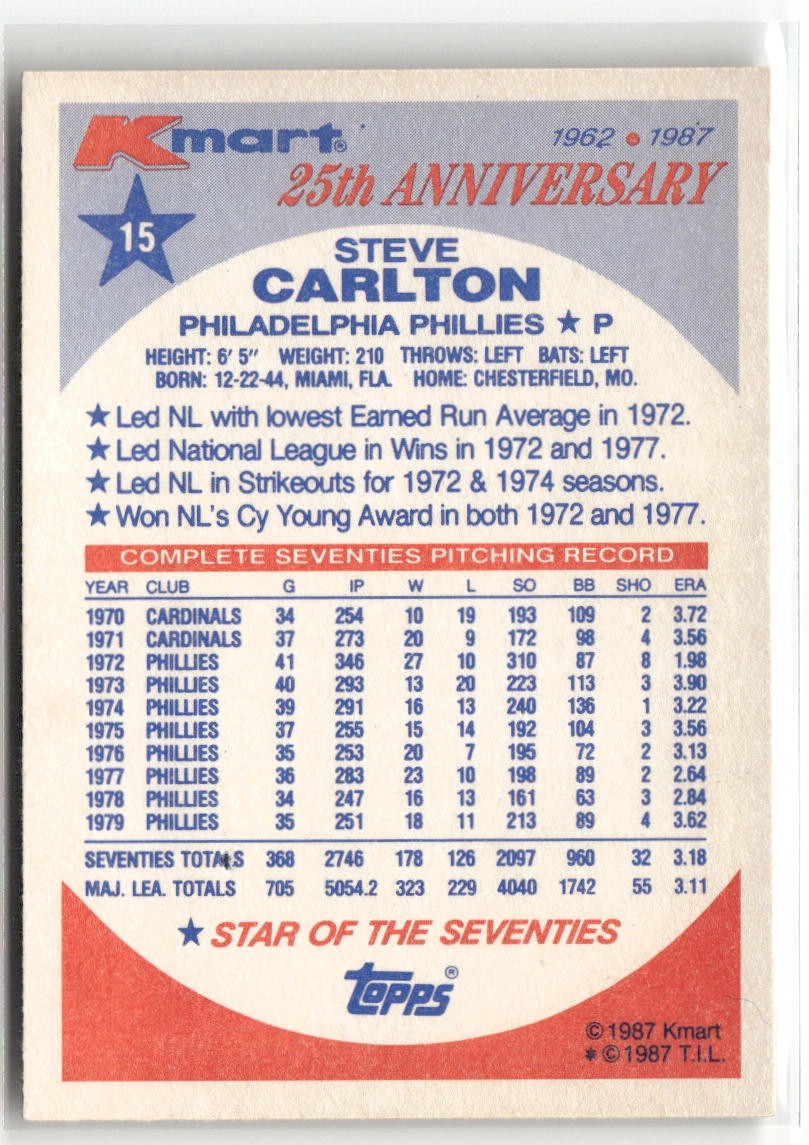 Kmart® 1962 • 1987
25th ANNIVERSARY
15
STEVE
CARLTON
PHILADELPHIA PHILLIES ★ P
HEIGHT: 6' 5" WEIGHT: 210 THROWS: LEFT BATS: LEFT
BORN: 12-22-44, MIAMI, FLA. HOME: CHESTERFIELD, MO.
★ Led NL with lowest Earned Run Average in 1972.
★ Led National League in Wins in 1972 and 1977.
★ Led NL in Strikeouts for 1972 & 1974 seasons.
★ Won NL's Cy Young Award in both 1972 and 1977.
COMPLETE SEVENTIES PITCHING RECORD
YEAR CLUB G IP W L SO BB SHO ERA
1970 CARDINALS 34 254 10 19 193 109 2 3.72
1971 CARDINALS 37 273 20 9 172 98 4 3.56
1972 PHILLIES 41 346 27 10 310 87 8 1.98
1973 PHILLIES 40 293 13 20 223 113 3 3.90
1974 PHILLIES 39 291 16 13 240 136 1 3.22
1975 PHILLIES 37 255 15 14 192 104 3 3.56
1976 PHILLIES 35 253 20 7 195 72 2 3.13
1977 PHILLIES 36 283 23 10 198 89 2 2.64
1978 PHILLIES 34 247 16 13 161 63 3 2.84
1979 PHILLIES 35 251 18 11 213 89 4 3.62
SEVENTIES TOTALS 368 2746 178 126 2097 960 32 3.18
MAJ. LEA. TOTALS 705 5054.2 323 229 4040 1742 55 3.11
★ STAR OF THE SEVENTIES
topps®
©1987 Kmart
*©1987 T.I.L.